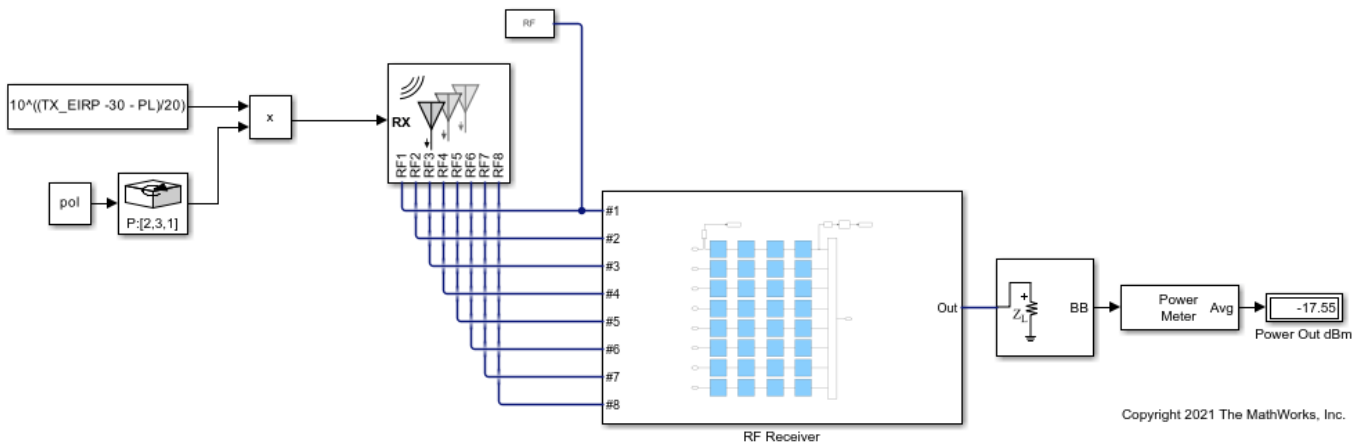 RF
10^((TX_EIRP -30 - PL)/20)
x
RX
RF1
RF2
RF3
RF4
RF5
RF6
RF7
RF8
pol
P:[2,3,1]
#1
#2
#3
#4
#5
#6
#7
#8
Out
RF Receiver
+
Z_L
BB
Power
Meter
Avg
-17.55
Power Out dBm
Copyright 2021 The MathWorks, Inc.